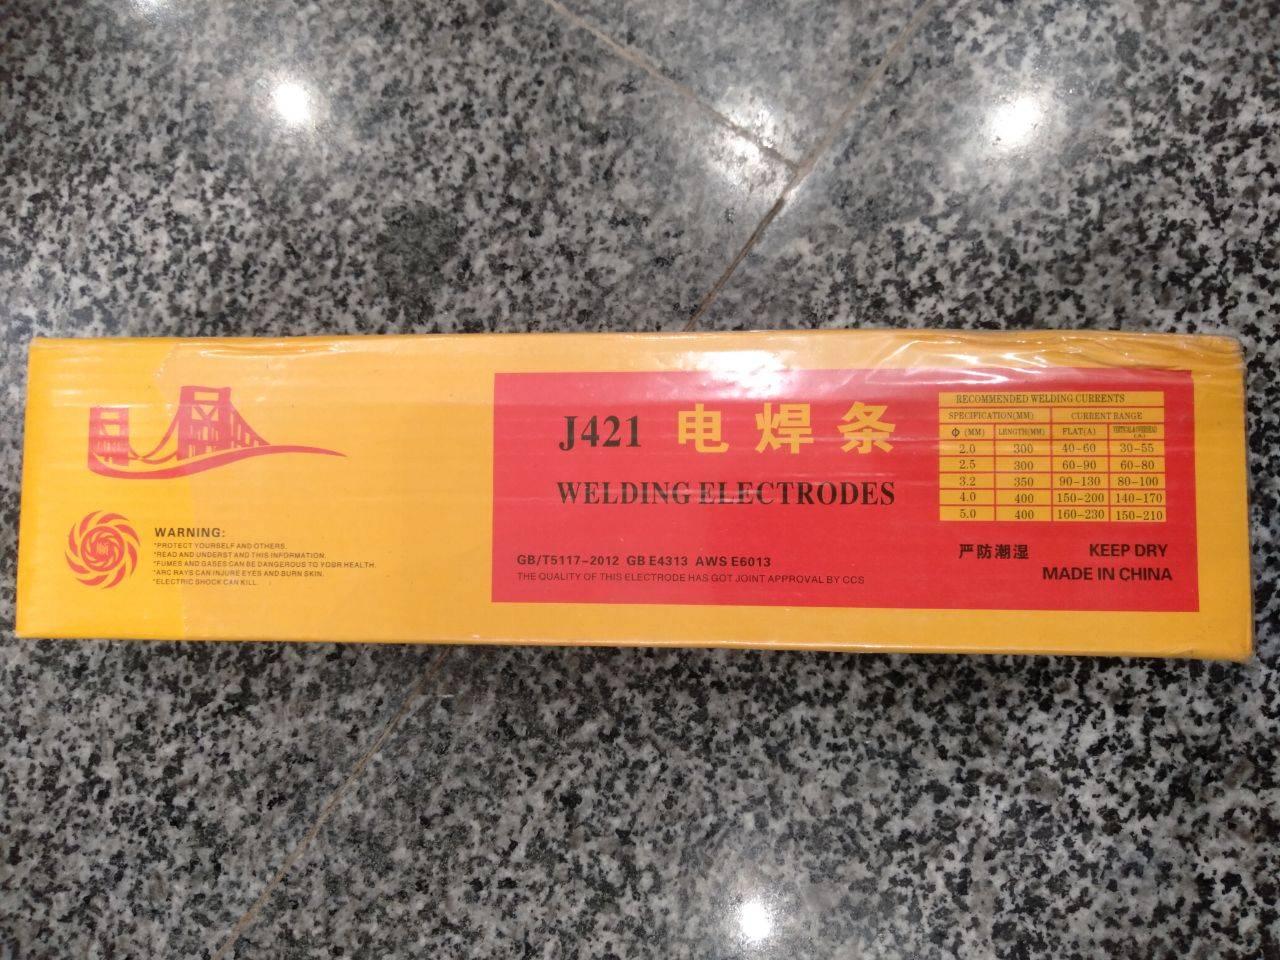 J421 电焊条
WELDING ELECTRODES
GB/T5117-2012 GB E4313 AWS E6013
THE QUALITY OF THIS ELECTRODE HAS GOT JOINT APPROVAL BY CCS
RECOMMENDED WELDING CURRENTS
SPECIFICATION(MM) CURRENT RANGE
Φ (MM) LENGTH(MM) FLAT(A) VERTICAL&OVERHEAD (A)
2.0 300 40-60 30-55
2.5 300 60-90 60-80
3.2 350 90-130 80-100
4.0 400 150-200 140-170
5.0 400 160-230 150-210
严防潮湿 KEEP DRY
MADE IN CHINA
WARNING:
*PROTECT YOURSELF AND OTHERS.
*READ AND UNDERST AND THIS INFORMATION.
*FUMES AND GASES CAN BE DANGEROUS TO YOBR HEALTH.
*ARC RAYS CAN INJURE EYES AND BURN SKIN.
*ELECTRIC SHOCK CAN KILL.